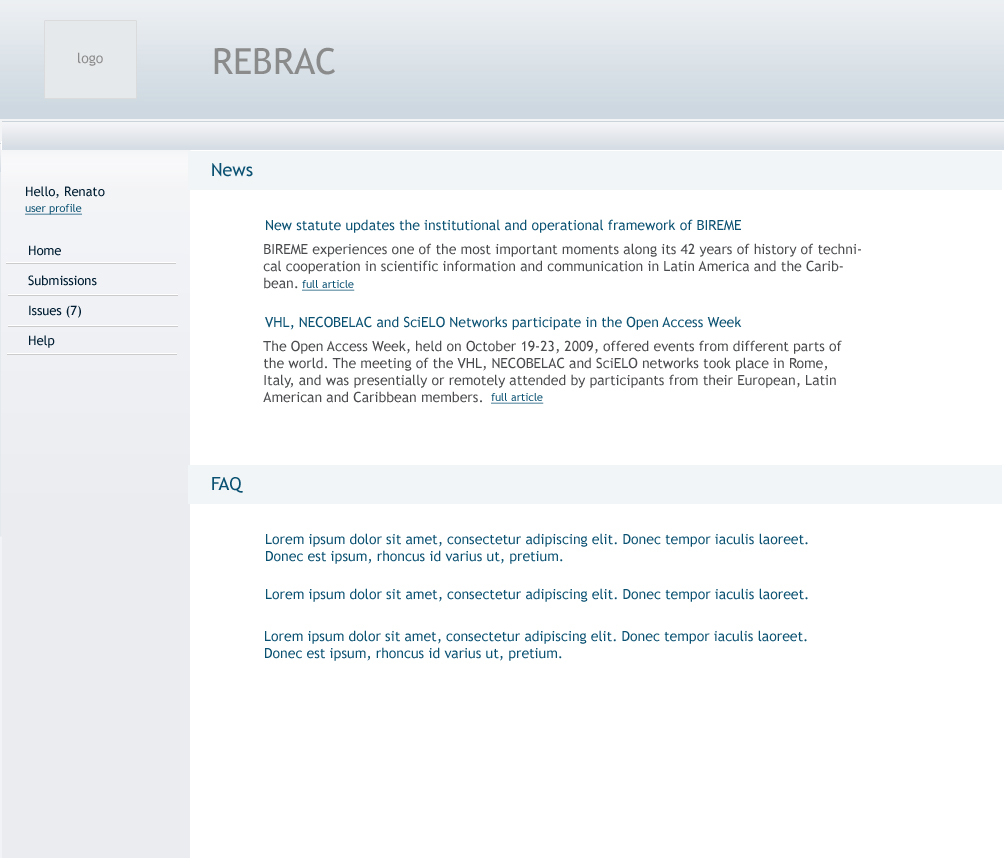 logo
REBRAC
Hello, Renato
user profile
Home
Submissions
Issues (7)
Help
News
New statute updates the institutional and operational framework of BIREME
BIREME experiences one of the most important moments along its 42 years of history of techni-
cal cooperation in scientific information and communication in Latin America and the Carib-
bean. full article
VHL, NECOBELAC and SciELO Networks participate in the Open Access Week
The Open Access Week, held on October 19-23, 2009, offered events from different parts of
the world. The meeting of the VHL, NECOBELAC and SciELO networks took place in Rome,
Italy, and was presentially or remotely attended by participants from their European, Latin
American and Caribbean members. full article
FAQ
Lorem ipsum dolor sit amet, consectetur adipiscing elit. Donec tempor iaculis laoreet.
Donec est ipsum, rhoncus id varius ut, pretium.
Lorem ipsum dolor sit amet, consectetur adipiscing elit. Donec tempor iaculis laoreet.
Lorem ipsum dolor sit amet, consectetur adipiscing elit. Donec tempor iaculis laoreet.
Donec est ipsum, rhoncus id varius ut, pretium.